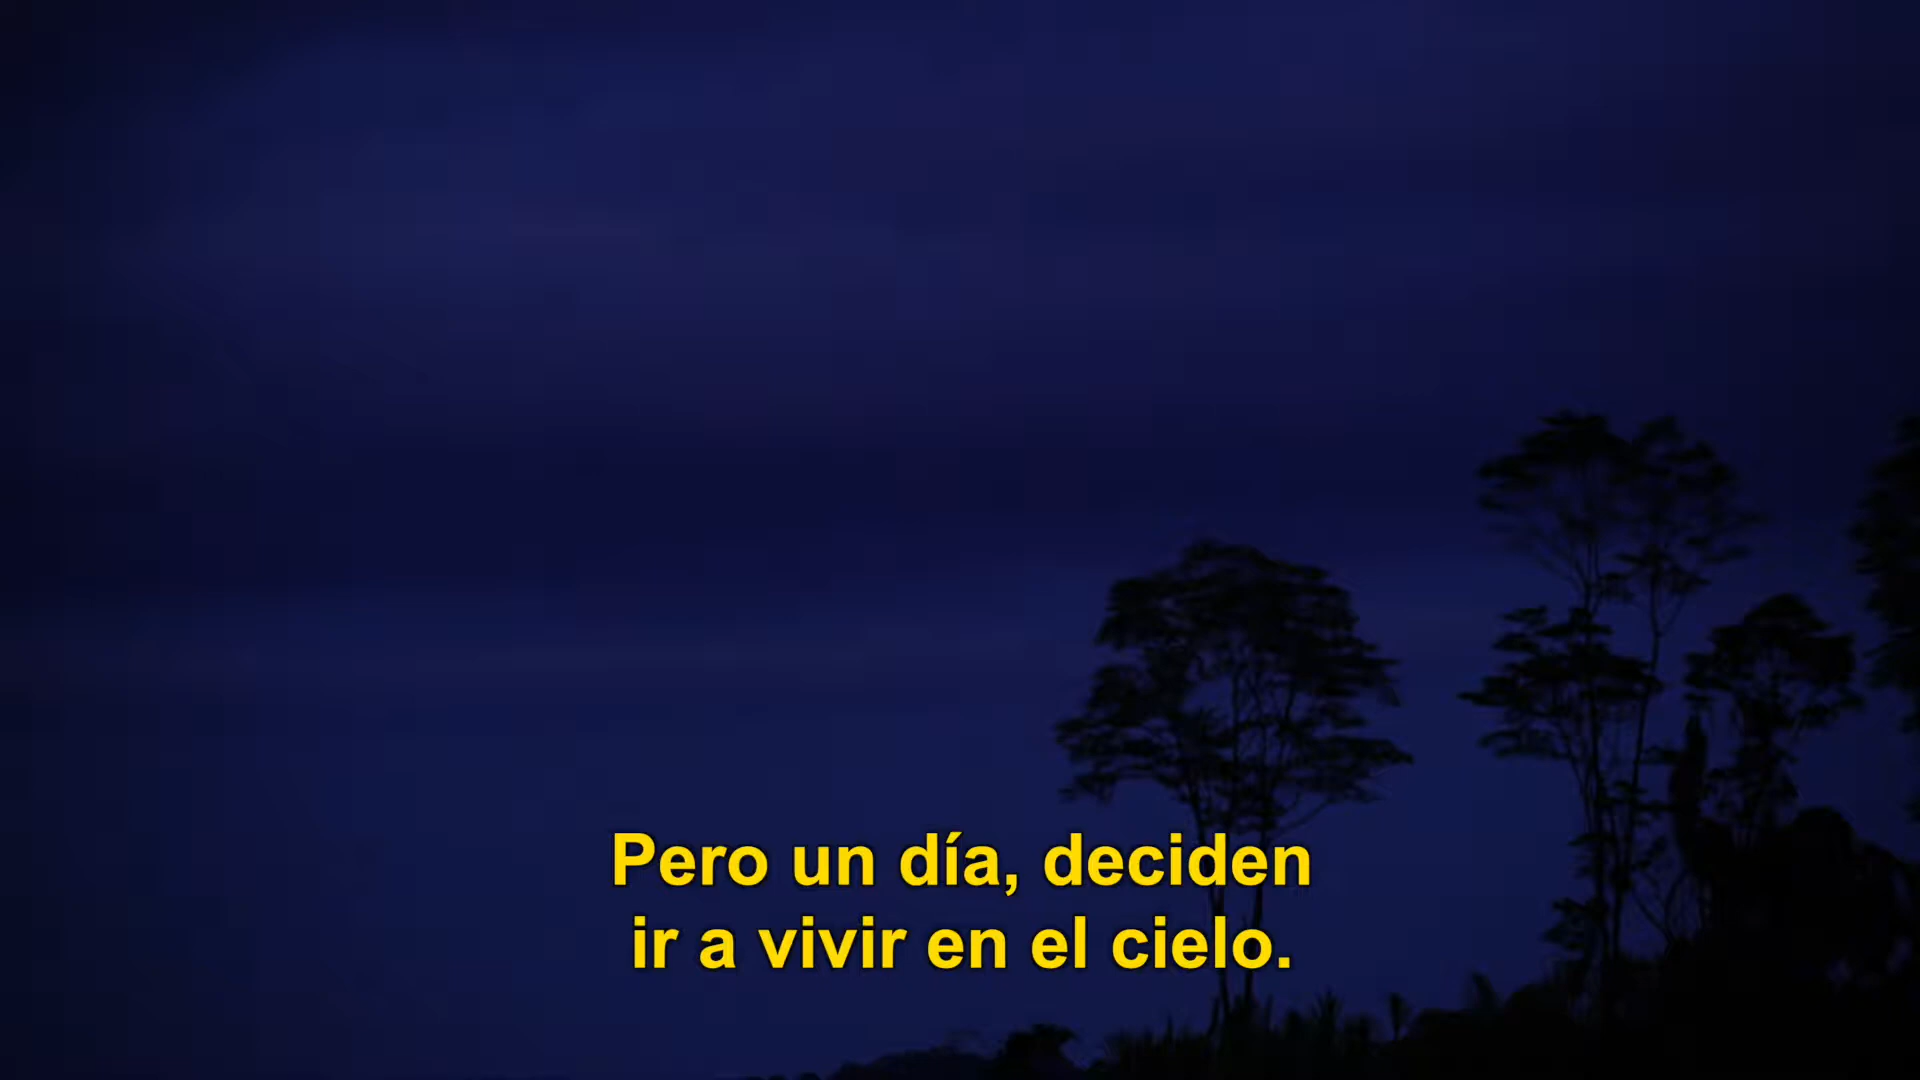 Pero un día, deciden
ir a vivir en el cielo.